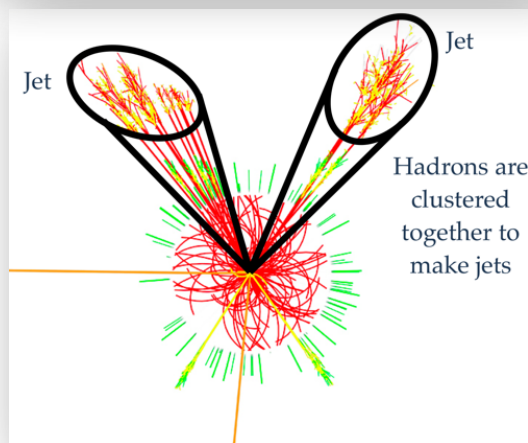 Jet
Jet
Hadrons are
clustered
together to
make jets